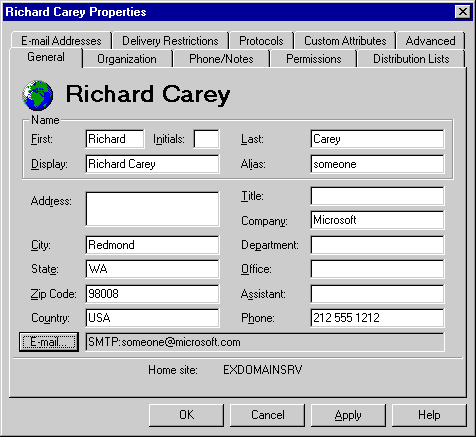 Richard Carey Properties
E-mail Addresses Delivery Restrictions Protocols Custom Attributes Advanced
General Organization Phone/Notes Permissions Distribution Lists
Richard Carey
Name
First: Richard Initials: Last: Carey
Display: Richard Carey Alias: someone
Address: Title:
Company: Microsoft
City: Redmond Department:
State: WA Office:
Zip Code: 98008 Assistant:
Country: USA Phone: 212 555 1212
E-mail... SMTP:someone@microsoft.com
Home site: EXDOMAINSRV
OK Cancel Apply Help